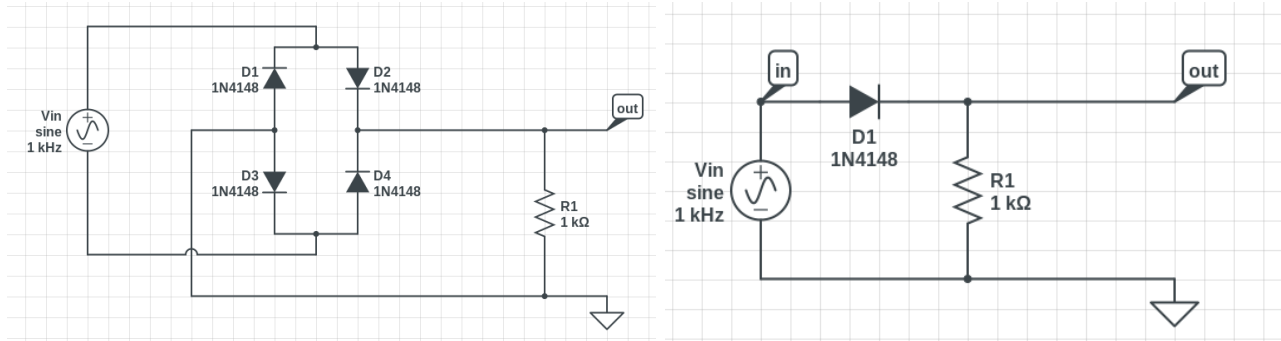 D1
1N4148
D2
1N4148
Vin
sine
1 kHz
out
D3
1N4148
D4
1N4148
R1
1 kΩ
in
out
D1
1N4148
Vin
sine
1 kHz
R1
1 kΩ